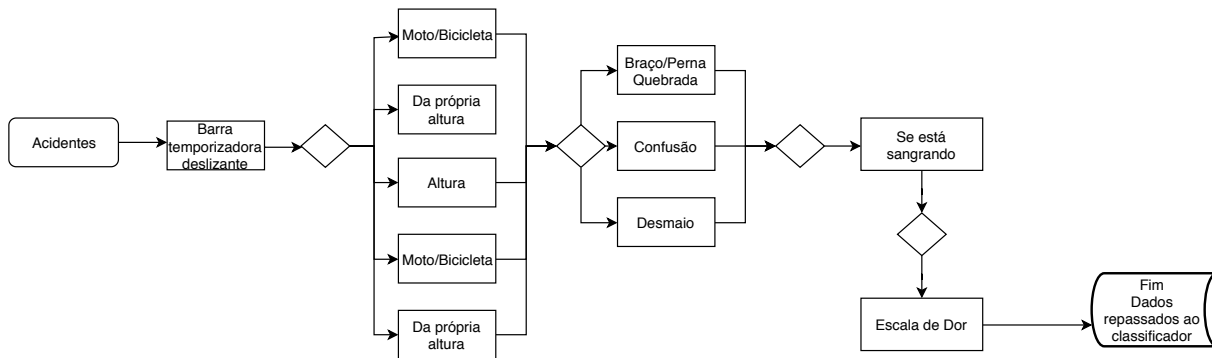 Acidentes
Barra
temporizadora
deslizante
Moto/Bicicleta
Da própria
altura
Altura
Moto/Bicicleta
Da própria
altura
Braço/Perna
Quebrada
Confusão
Desmaio
Se está
sangrando
Escala de Dor
Fim
Dados
repassados ao
classificador